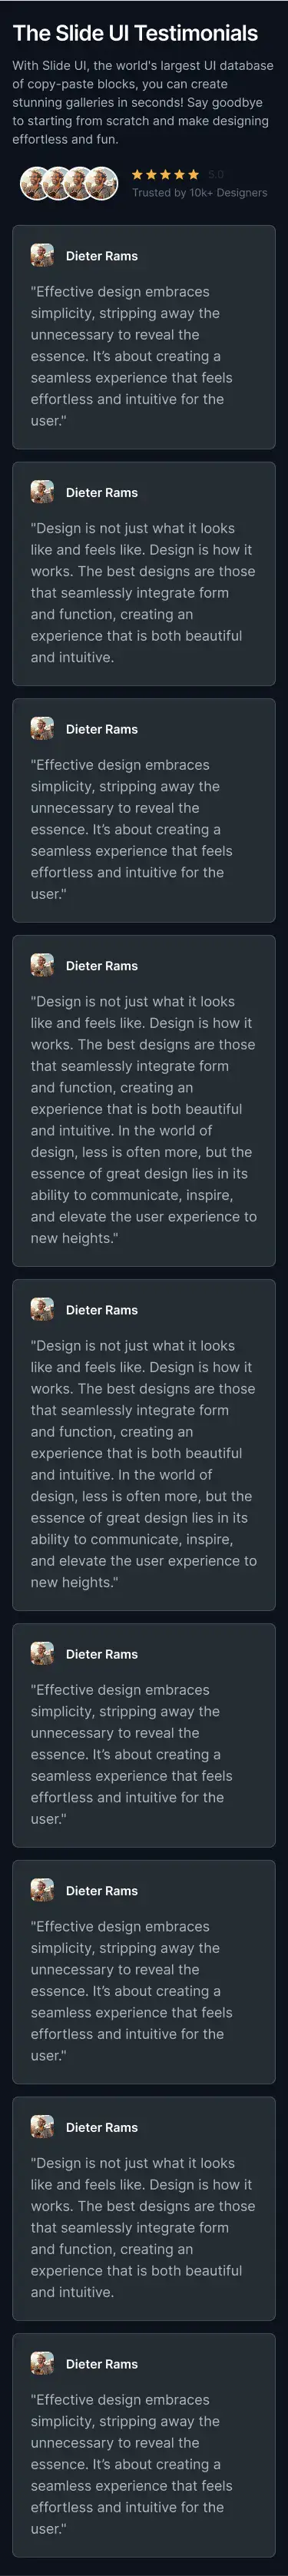 The Slide UI Testimonials
With Slide UI, the world's largest UI database
of copy-paste blocks, you can create
stunning galleries in seconds! Say goodbye
to starting from scratch and make designing
effortless and fun.
5.0
Trusted by 10k+ Designers
Dieter Rams
"Effective design embraces
simplicity, stripping away the
unnecessary to reveal the
essence. It’s about creating a
seamless experience that feels
effortless and intuitive for the
user."
Dieter Rams
"Design is not just what it looks
like and feels like. Design is how it
works. The best designs are those
that seamlessly integrate form
and function, creating an
experience that is both beautiful
and intuitive.
Dieter Rams
"Effective design embraces
simplicity, stripping away the
unnecessary to reveal the
essence. It’s about creating a
seamless experience that feels
effortless and intuitive for the
user."
Dieter Rams
"Design is not just what it looks
like and feels like. Design is how it
works. The best designs are those
that seamlessly integrate form
and function, creating an
experience that is both beautiful
and intuitive. In the world of
design, less is often more, but the
essence of great design lies in its
ability to communicate, inspire,
and elevate the user experience to
new heights."
Dieter Rams
"Design is not just what it looks
like and feels like. Design is how it
works. The best designs are those
that seamlessly integrate form
and function, creating an
experience that is both beautiful
and intuitive. In the world of
design, less is often more, but the
essence of great design lies in its
ability to communicate, inspire,
and elevate the user experience to
new heights."
Dieter Rams
"Effective design embraces
simplicity, stripping away the
unnecessary to reveal the
essence. It’s about creating a
seamless experience that feels
effortless and intuitive for the
user."
Dieter Rams
"Effective design embraces
simplicity, stripping away the
unnecessary to reveal the
essence. It’s about creating a
seamless experience that feels
effortless and intuitive for the
user."
Dieter Rams
"Design is not just what it looks
like and feels like. Design is how it
works. The best designs are those
that seamlessly integrate form
and function, creating an
experience that is both beautiful
and intuitive.
Dieter Rams
"Effective design embraces
simplicity, stripping away the
unnecessary to reveal the
essence. It’s about creating a
seamless experience that feels
effortless and intuitive for the
user."